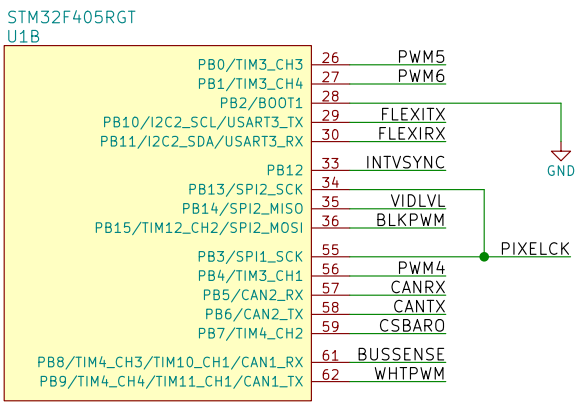 STM32F405RGT
U1B
PB0/TIM3_CH3 26 PWM5
PB1/TIM3_CH4 27 PWM6
PB2/BOOT1 28
PB10/I2C2_SCL/USART3_TX 29 FLEXITX
PB11/I2C2_SDA/USART3_RX 30 FLEXIRX
GND
PB12 33 INTVSYNC
PB13/SPI2_SCK 34
PB14/SPI2_MISO 35 VIDLVL
PB15/TIM12_CH2/SPI2_MOSI 36 BLKPWM
PB3/SPI1_SCK 55 PIXELCK
PB4/TIM3_CH1 56 PWM4
PB5/CAN2_RX 57 CANRX
PB6/CAN2_TX 58 CANTX
PB7/TIM4_CH2 59 CSBARO
PB8/TIM4_CH3/TIM10_CH1/CAN1_RX 61 BUSSENSE
PB9/TIM4_CH4/TIM11_CH1/CAN1_TX 62 WHTPWM